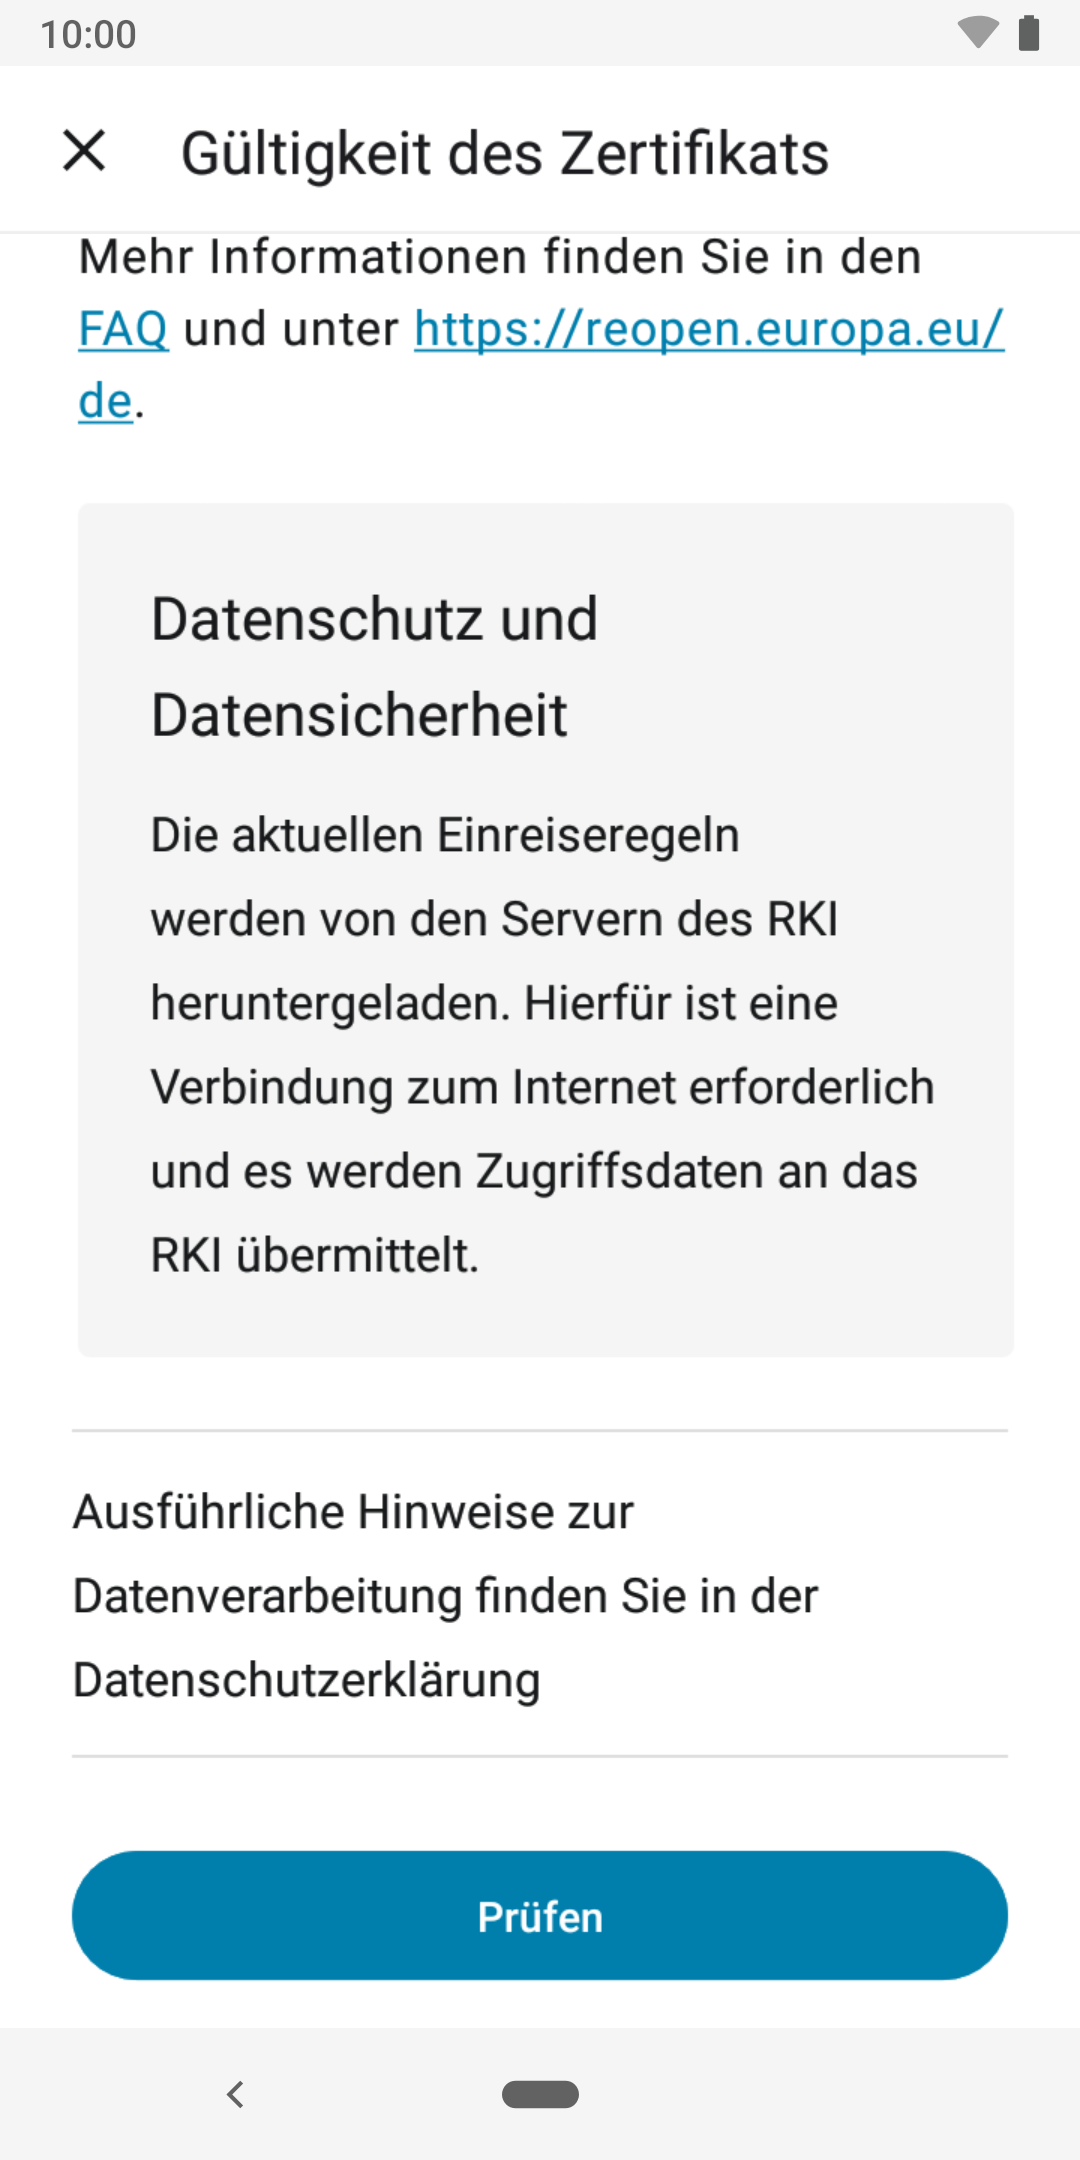 10:00
Gültigkeit des Zertifikats
Mehr Informationen finden Sie in den
FAQ und unter https://reopen.europa.eu/
de.
Datenschutz und
Datensicherheit
Die aktuellen Einreiseregeln
werden von den Servern des RKI
heruntergeladen. Hierfür ist eine
Verbindung zum Internet erforderlich
und es werden Zugriffsdaten an das
RKI übermittelt.
Ausführliche Hinweise zur
Datenverarbeitung finden Sie in der
Datenschutzerklärung
Prüfen